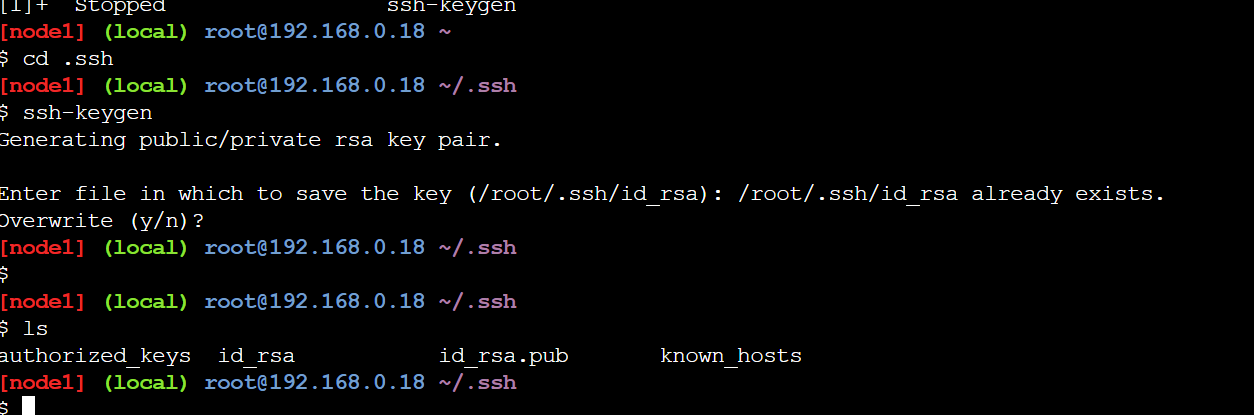 [1]+  Stopped                 ssh-keygen
[node1] (local) root@192.168.0.18 ~
$ cd .ssh
[node1] (local) root@192.168.0.18 ~/.ssh
$ ssh-keygen
Generating public/private rsa key pair.
Enter file in which to save the key (/root/.ssh/id_rsa): /root/.ssh/id_rsa already exists.
Overwrite (y/n)?
[node1] (local) root@192.168.0.18 ~/.ssh
$
[node1] (local) root@192.168.0.18 ~/.ssh
$ ls
authorized_keys  id_rsa           id_rsa.pub       known_hosts
[node1] (local) root@192.168.0.18 ~/.ssh
$